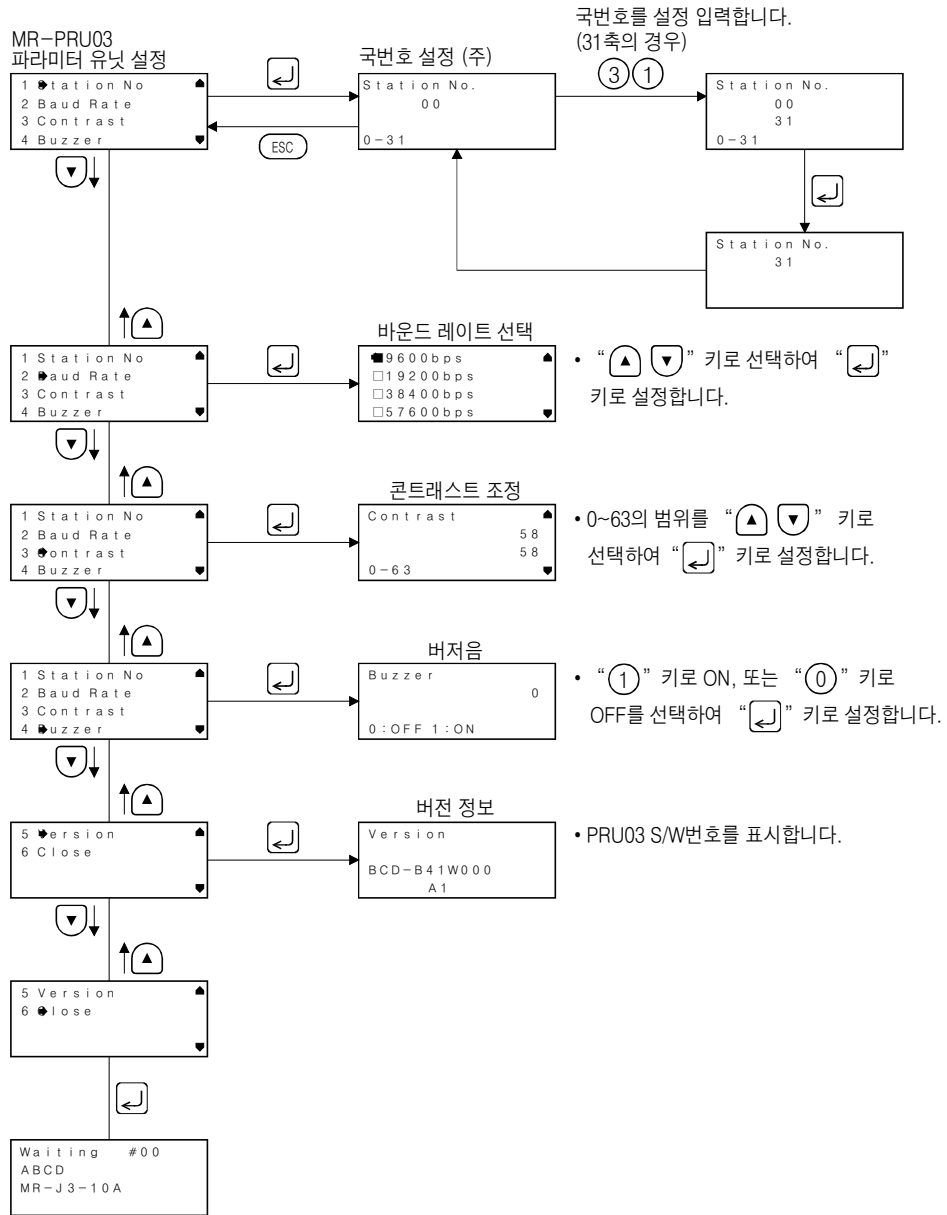 MR-PRU03
파라미터 유닛 설정
1 Station No
2 Baud Rate
3 Contrast
4 Buzzer
ESC
국번호 설정 (주)
Station No.
00
0-31
국번호를 설정 입력합니다.
(31축의 경우)
3 1
Station No.
00
31
0-31
Station No.
31
1 Station No
2 Baud Rate
3 Contrast
4 Buzzer
바운드 레이트 선택
9600bps
19200bps
38400bps
57600bps
• “▲ ▼” 키로 선택하여 “↵”
키로 설정합니다.
1 Station No
2 Baud Rate
3 Contrast
4 Buzzer
콘트래스트 조정
Contrast
58
58
0-63
• 0~63의 범위를 “▲ ▼” 키로
선택하여 “↵” 키로 설정합니다.
1 Station No
2 Baud Rate
3 Contrast
4 Buzzer
버저음
Buzzer
0
0:OFF 1:ON
• “1” 키로 ON, 또는 “0” 키로
OFF를 선택하여 “↵” 키로 설정합니다.
5 Version
6 Close
버전 정보
Version
BCD-B41W000
A1
• PRU03 S/W번호를 표시합니다.
5 Version
6 Close
Waiting #00
ABCD
MR-J3-10A